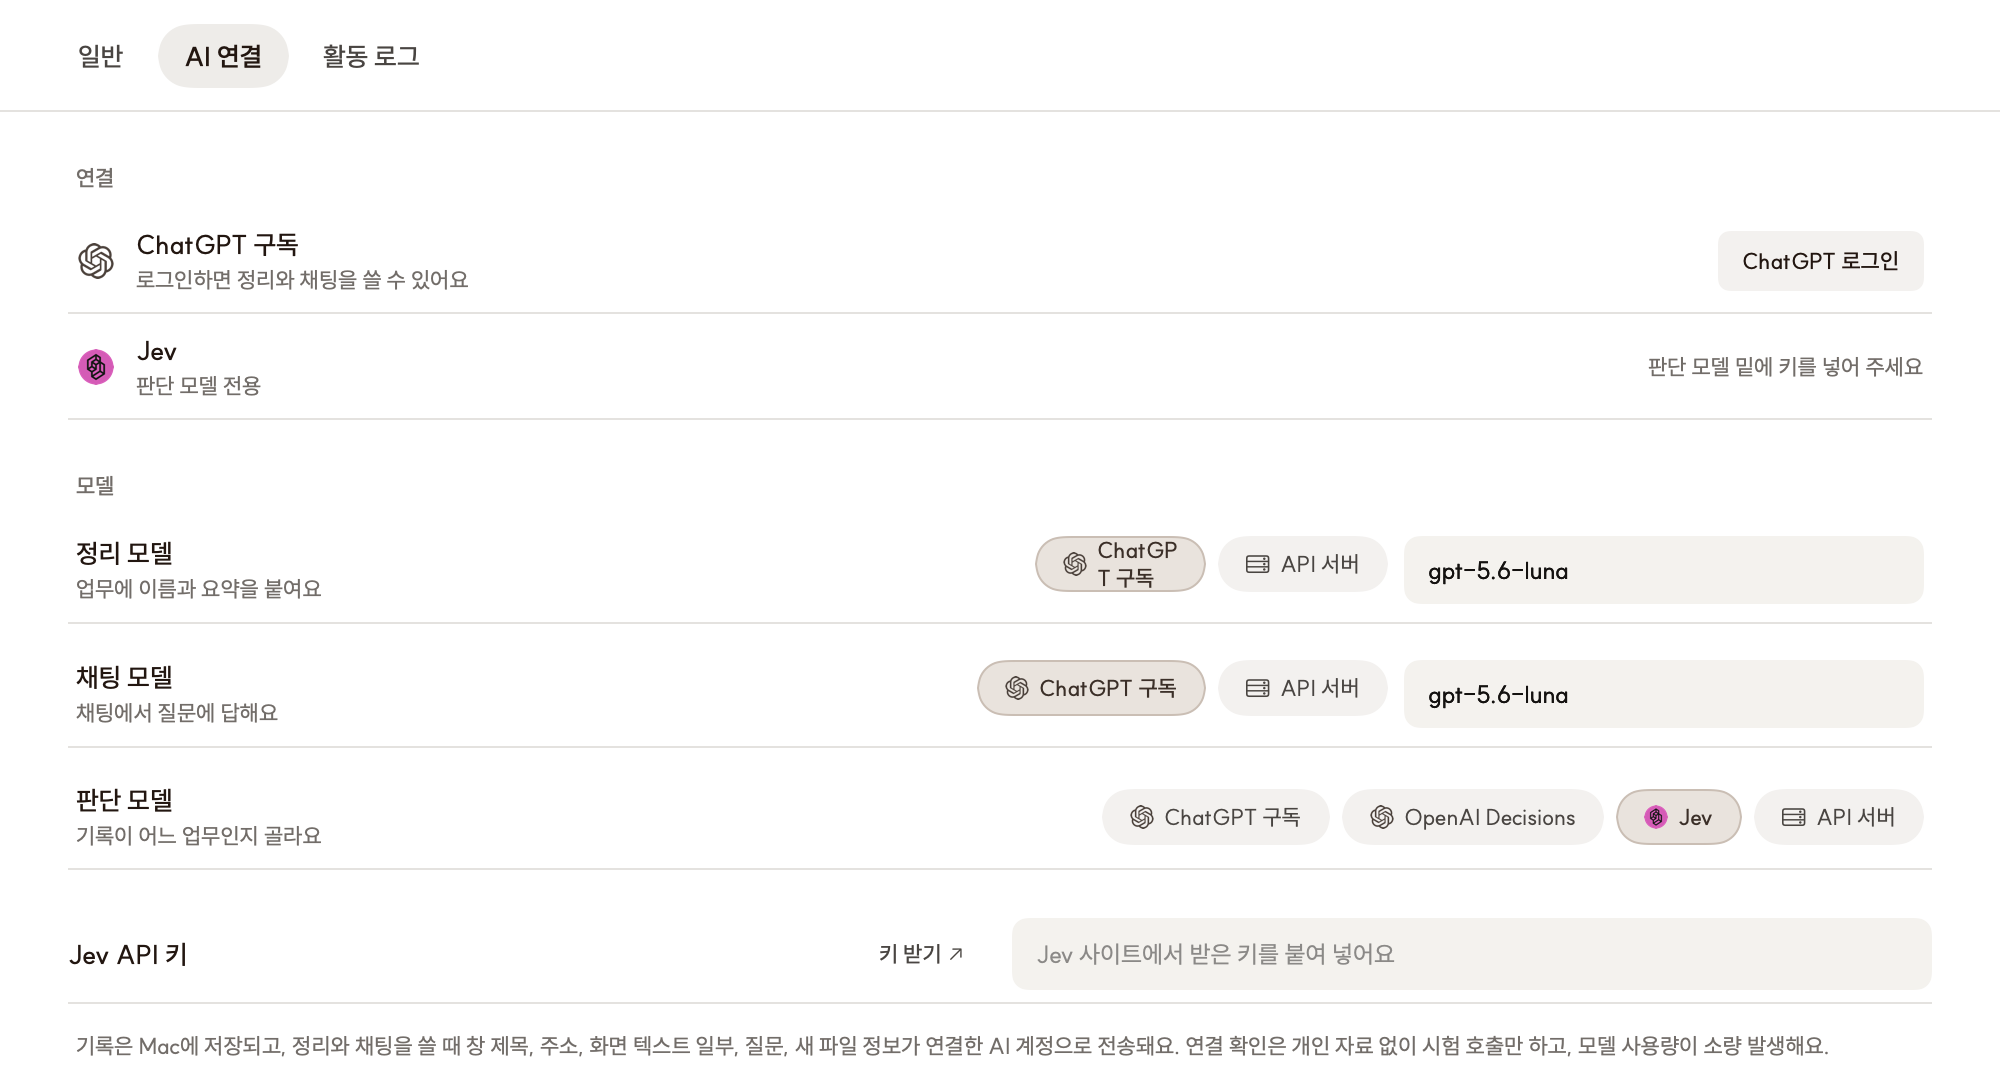 일반
AI 연결
활동 로그
연결
ChatGPT 구독
로그인하면 정리와 채팅을 쓸 수 있어요
ChatGPT 로그인
Jev
판단 모델 전용
판단 모델 밑에 키를 넣어 주세요
모델
정리 모델
업무에 이름과 요약을 붙여요
ChatGP
T 구독
API 서버
gpt-5.6-luna
채팅 모델
채팅에서 질문에 답해요
ChatGPT 구독
API 서버
gpt-5.6-luna
판단 모델
기록이 어느 업무인지 골라요
ChatGPT 구독
OpenAI Decisions
Jev
API 서버
Jev API 키
키 받기 ↗
Jev 사이트에서 받은 키를 붙여 넣어요
기록은 Mac에 저장되고, 정리와 채팅을 쓸 때 창 제목, 주소, 화면 텍스트 일부, 질문, 새 파일 정보가 연결한 AI 계정으로 전송돼요. 연결 확인은 개인 자료 없이 시험 호출만 하고, 모델 사용량이 소량 발생해요.